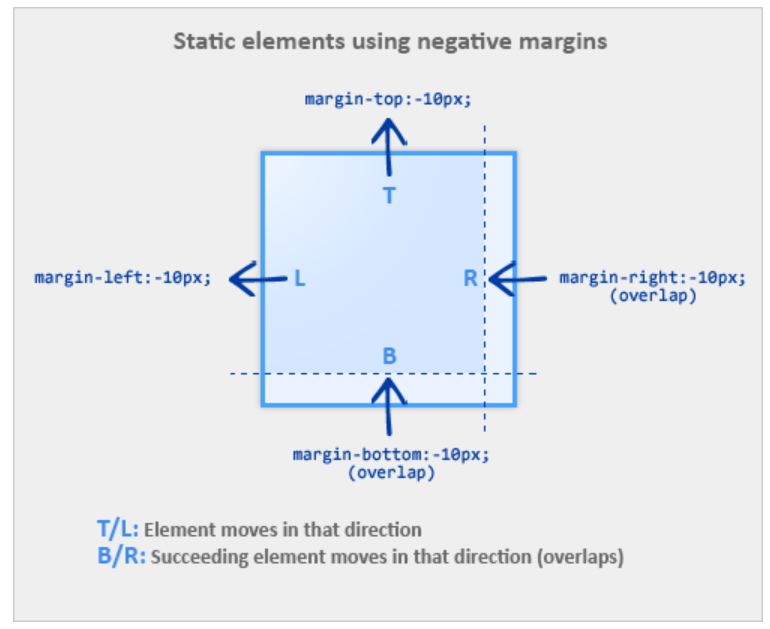 Static elements using negative margins
margin-top:-10px;
T
margin-left:-10px;
L
R
margin-right:-10px;
(overlap)
B
margin-bottom:-10px;
(overlap)
T/L: Element moves in that direction
B/R: Succeeding element moves in that direction (overlaps)